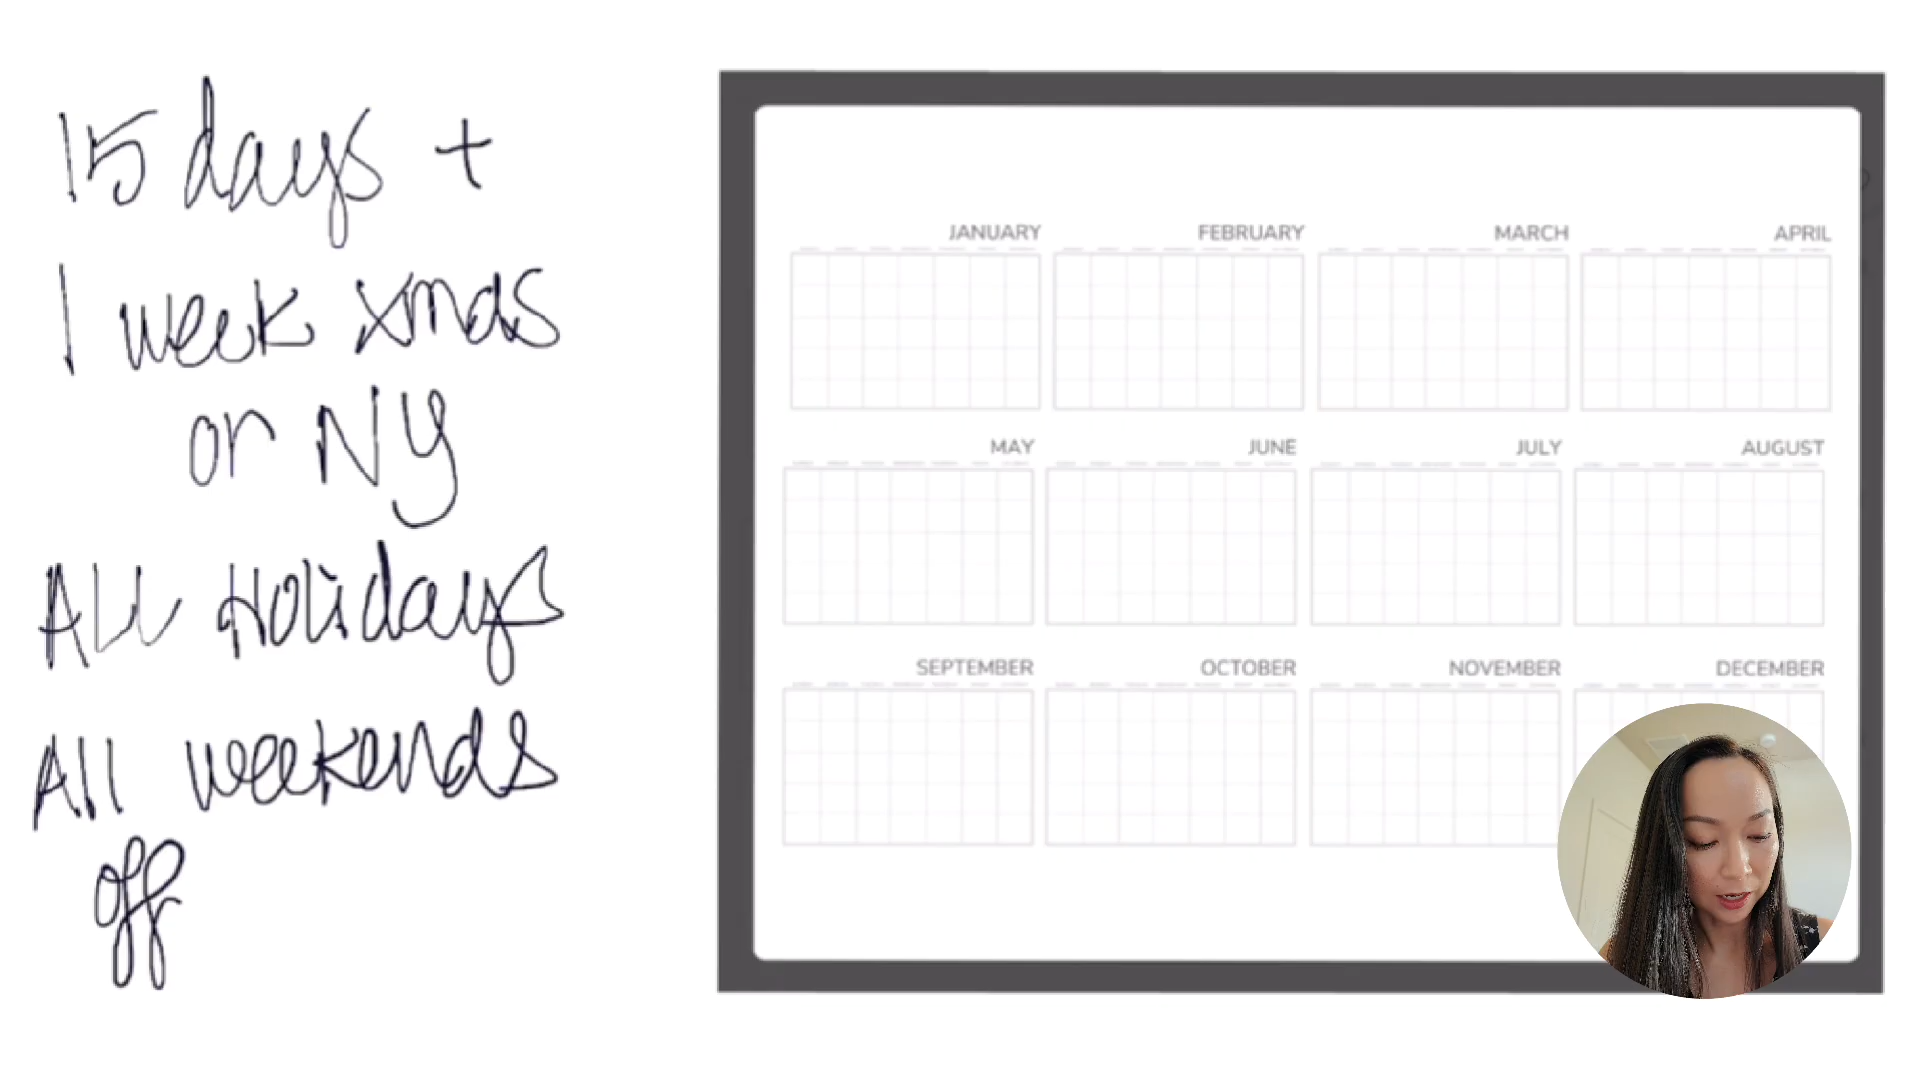 15 days +
1 week xmas
or NY
All Holidays
All weekends
off
JANUARY FEBRUARY MARCH APRIL
MAY JUNE JULY AUGUST
SEPTEMBER OCTOBER NOVEMBER DECEMBER